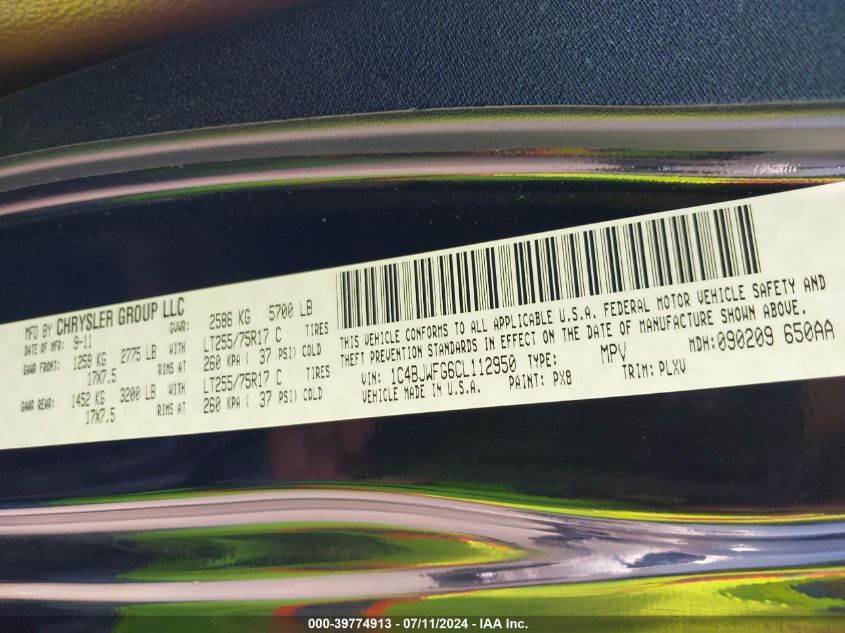 MFD BY CHRYSLER GROUP LLC
DATE OF MFR: 9-11 GVWR: 2586 KG 5700 LB
GAWR FRONT: 1259 KG 2775 LB WITH LT255/75R17 C TIRES
17X7.5 RIMS AT 260 KPA ( 37 PSI) COLD
GAWR REAR: 1452 KG 3200 LB WITH LT255/75R17 C TIRES
17X7.5 RIMS AT 260 KPA ( 37 PSI) COLD
THIS VEHICLE CONFORMS TO ALL APPLICABLE U.S.A. FEDERAL MOTOR VEHICLE SAFETY AND
THEFT PREVENTION STANDARDS IN EFFECT ON THE DATE OF MANUFACTURE SHOWN ABOVE.
VIN: 1C4BJWFG6CL112950 TYPE: MPV MDH: 090209 650AA
VEHICLE MADE IN U.S.A. PAINT: PX8 TRIM: PLXV
000-39774913 - 07/11/2024 - IAA Inc.